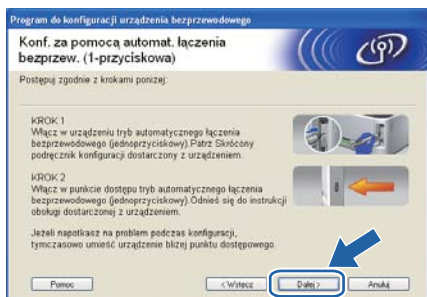 Program do konfiguracji urządzenia bezprzewodowego
Konf. za pomocą automat. łączenia
bezprzew. (1-przyciskowa)
Postępuj zgodnie z krokami poniżej:
KROK 1
Włącz w urządzeniu tryb automatycznego łączenia
bezprzewodowego (jednoprzyciskowy).Patrz Skrócony
podręcznik konfiguracji dostarczony z urządzeniem.
KROK 2
Włącz w punkcie dostępu tryb automatycznego łączenia
bezprzewodowego (jednoprzyciskowy).Odnieś się do instrukcji
obsługi dostarczonej z urządzeniem.
Jeżeli napotkasz na problem podczas konfiguracji,
tymczasowo umieść urządzenie bliżej punktu dostępowego.
Pomoc
< Wstecz
Dalej >
Anuluj